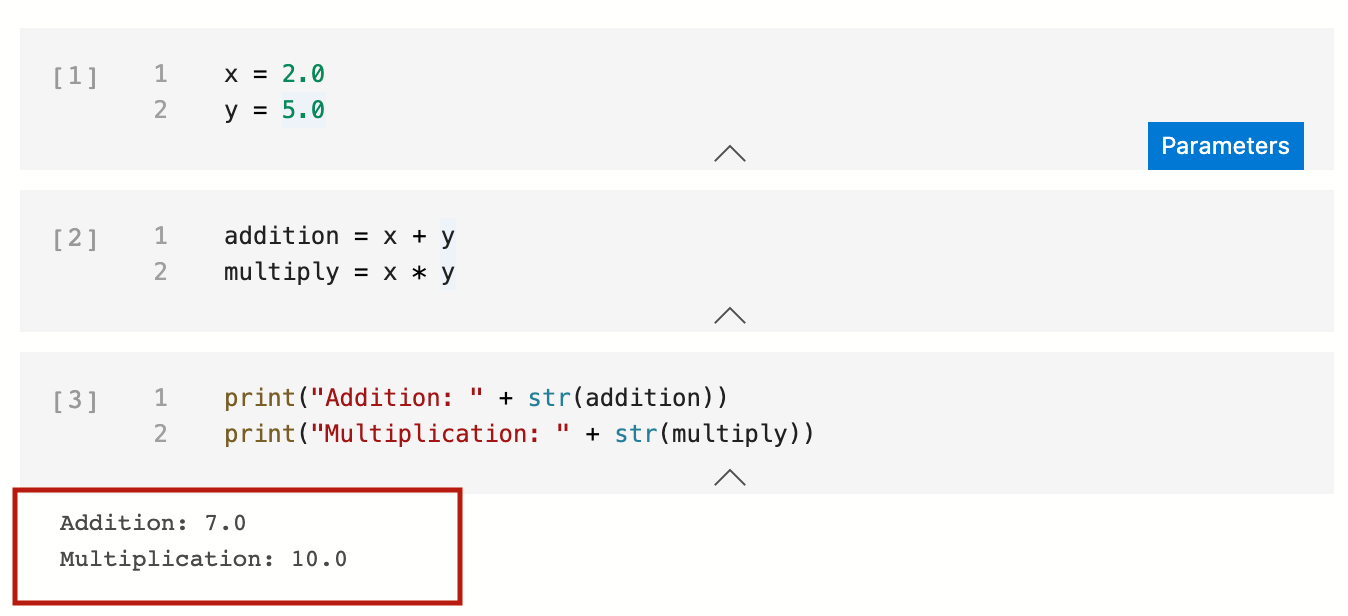 [1] 1 x = 2.0
2 y = 5.0
Parameters
[2] 1 addition = x + y
2 multiply = x * y
[3] 1 print("Addition: " + str(addition))
2 print("Multiplication: " + str(multiply))
Addition: 7.0
Multiplication: 10.0